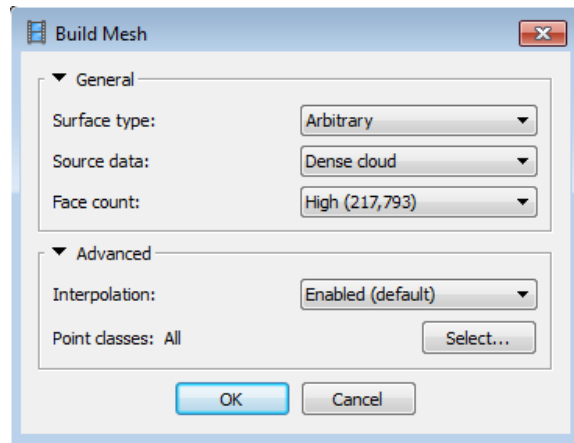 Build Mesh
General
Surface type: Arbitrary
Source data: Dense cloud
Face count: High (217,793)
Advanced
Interpolation: Enabled (default)
Point classes: All Select...
OK Cancel